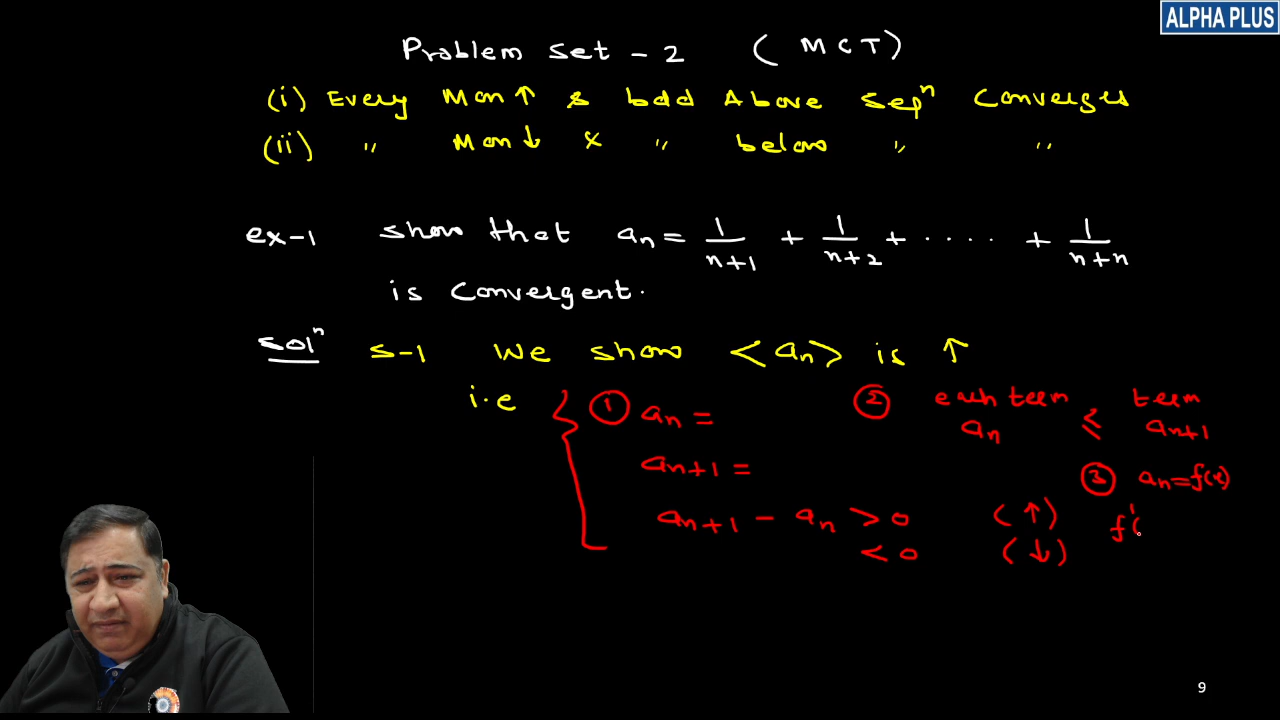 ALPHA PLUS
Problem set - 2 (MCT)
(i) Every Mon↑ & bdd Above seqⁿ Converges
(ii) " Mon↓ & " below " "
ex-1 show that aₙ = 1/(n+1) + 1/(n+2) + ..... + 1/(n+n)
is Convergent.
solⁿ s-1 We show <aₙ> is ↑
i.e { ① aₙ =
aₙ₊₁ =
aₙ₊₁ - aₙ > 0 (↑)
< 0 (↓)
② each term term
aₙ ≤ aₙ₊₁
③ aₙ = f(x)
f'(
9